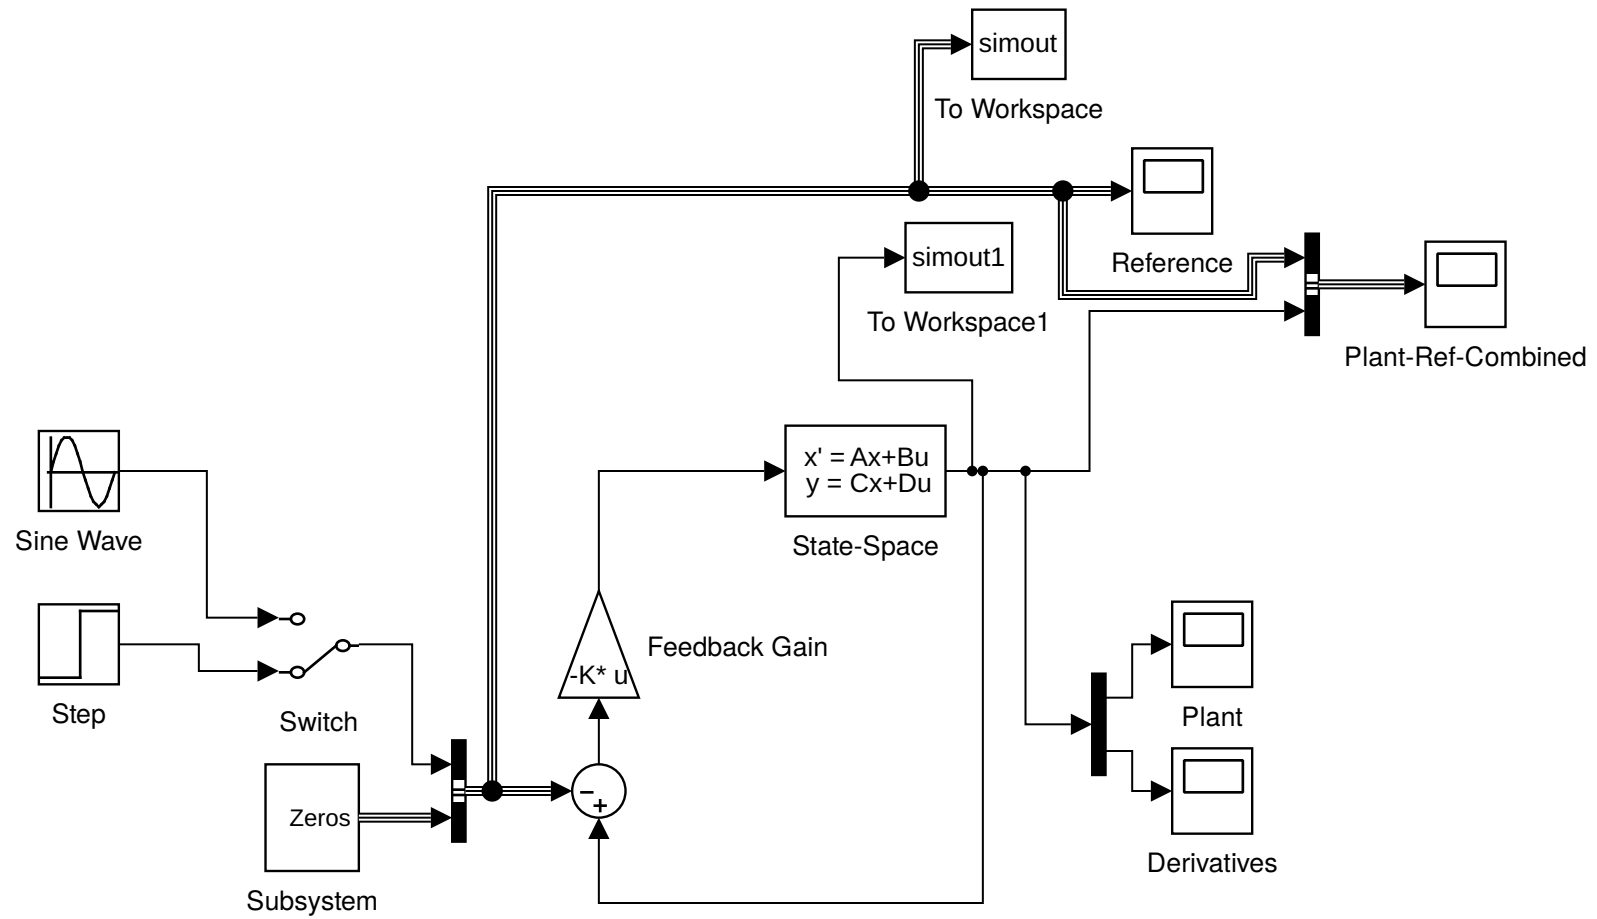 simout
To Workspace
Reference
simout1
To Workspace1
Plant-Ref-Combined
x' = Ax+Bu
y = Cx+Du
State-Space
Sine Wave
Step
Switch
Feedback Gain
-K* u
Plant
Zeros
Subsystem
−
+
Derivatives